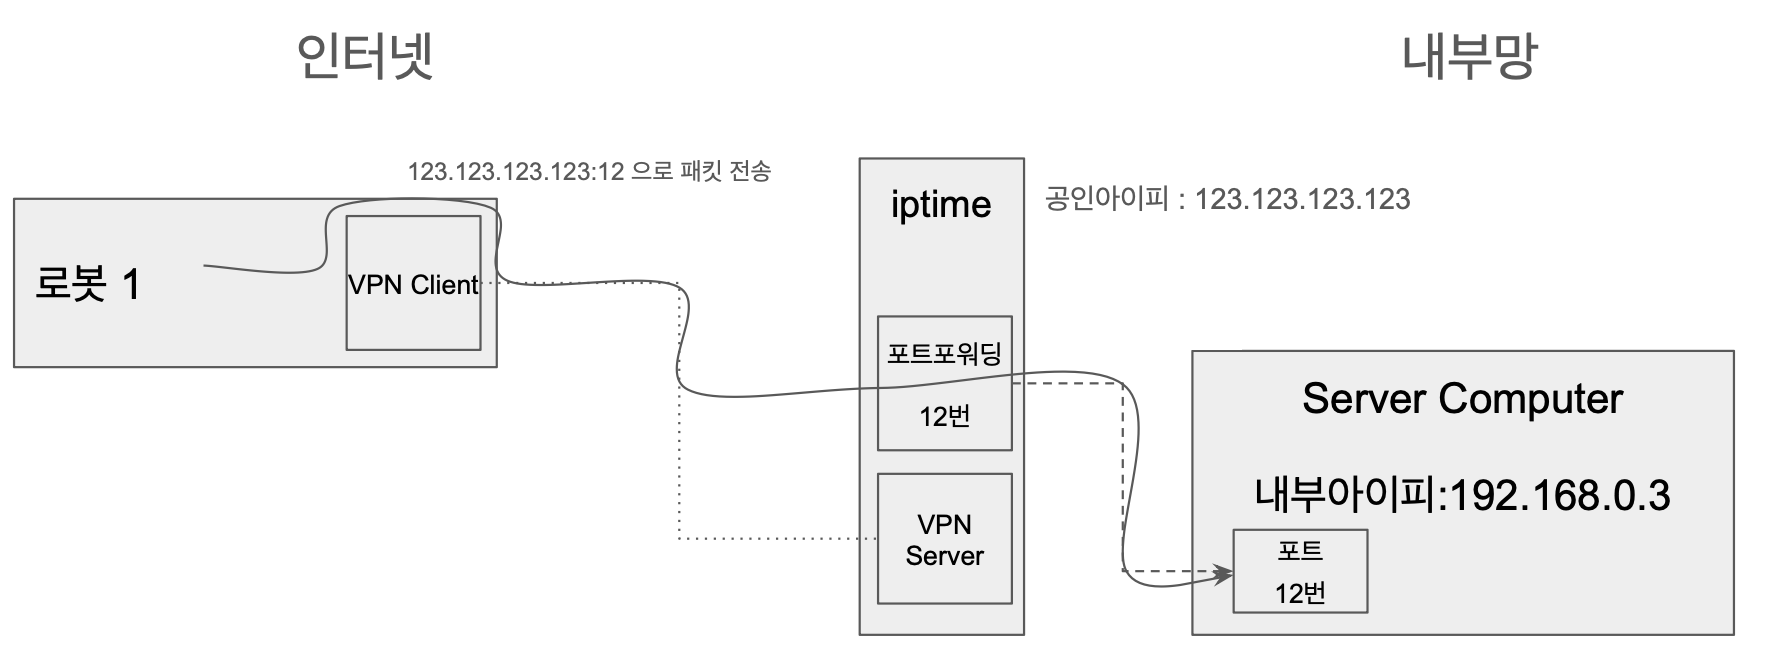 인터넷
내부망
123.123.123.123:12 으로 패킷 전송
iptime
공인아이피 : 123.123.123.123
로봇 1
VPN Client
포트포워딩
12번
Server Computer
내부아이피:192.168.0.3
VPN
Server
포트
12번